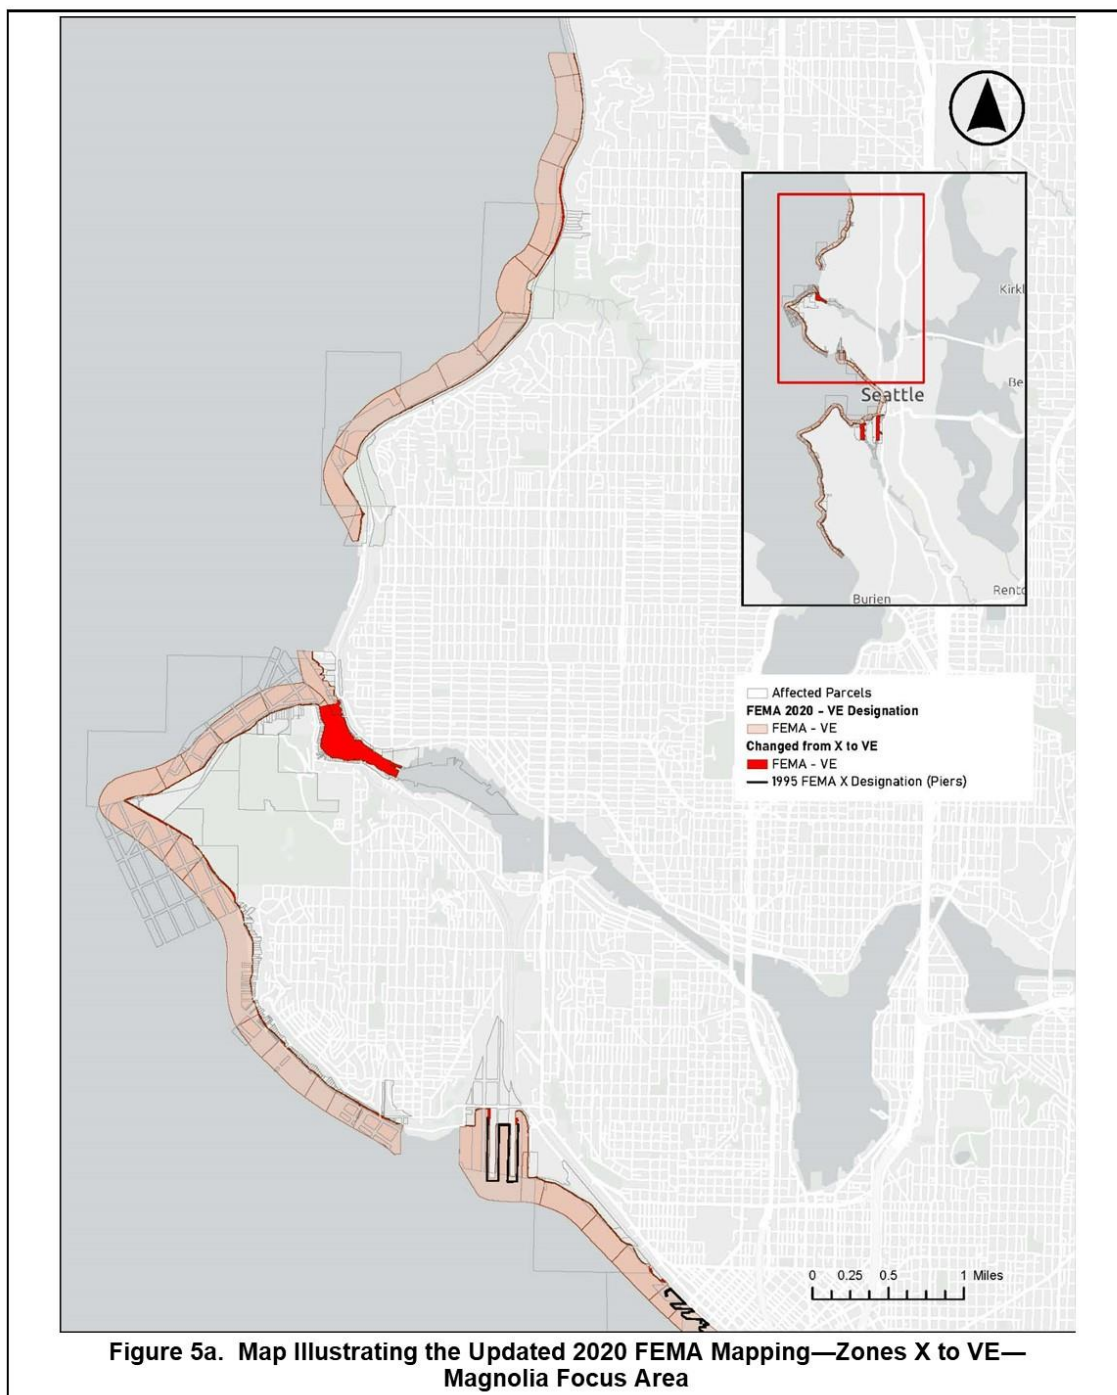 Kirkl
Be
Seattle
Burien
Rento
Affected Parcels
FEMA 2020 - VE Designation
FEMA - VE
Changed from X to VE
FEMA - VE
1995 FEMA X Designation (Piers)
0 0.25 0.5 1 Miles
Figure 5a. Map Illustrating the Updated 2020 FEMA Mapping—Zones X to VE—
Magnolia Focus Area